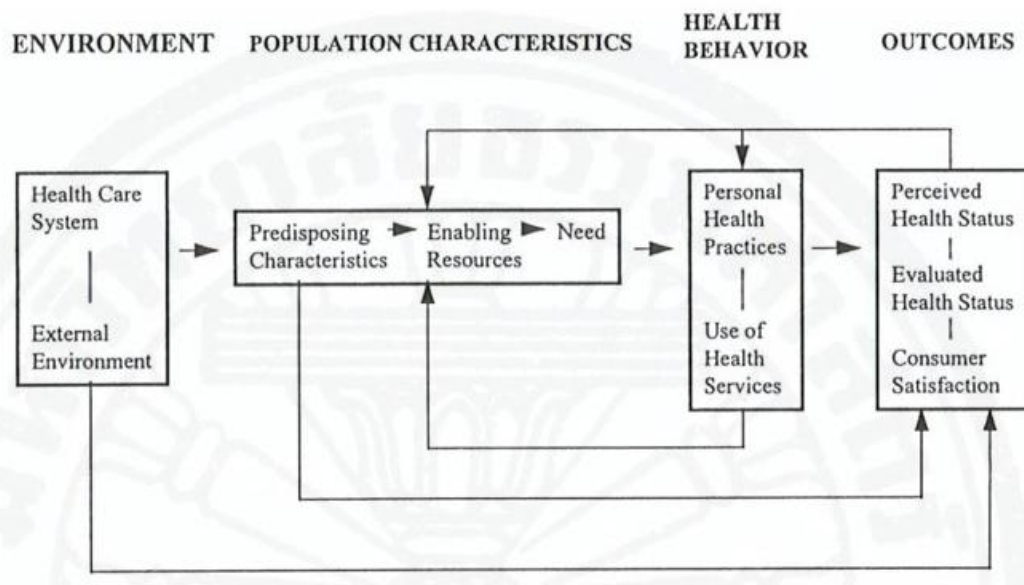 ENVIRONMENT
POPULATION CHARACTERISTICS
HEALTH
BEHAVIOR
OUTCOMES
Health Care
System
External
Environment
Predisposing
Characteristics
Enabling
Resources
Need
Personal
Health
Practices
Use of
Health
Services
Perceived
Health Status
Evaluated
Health Status
Consumer
Satisfaction